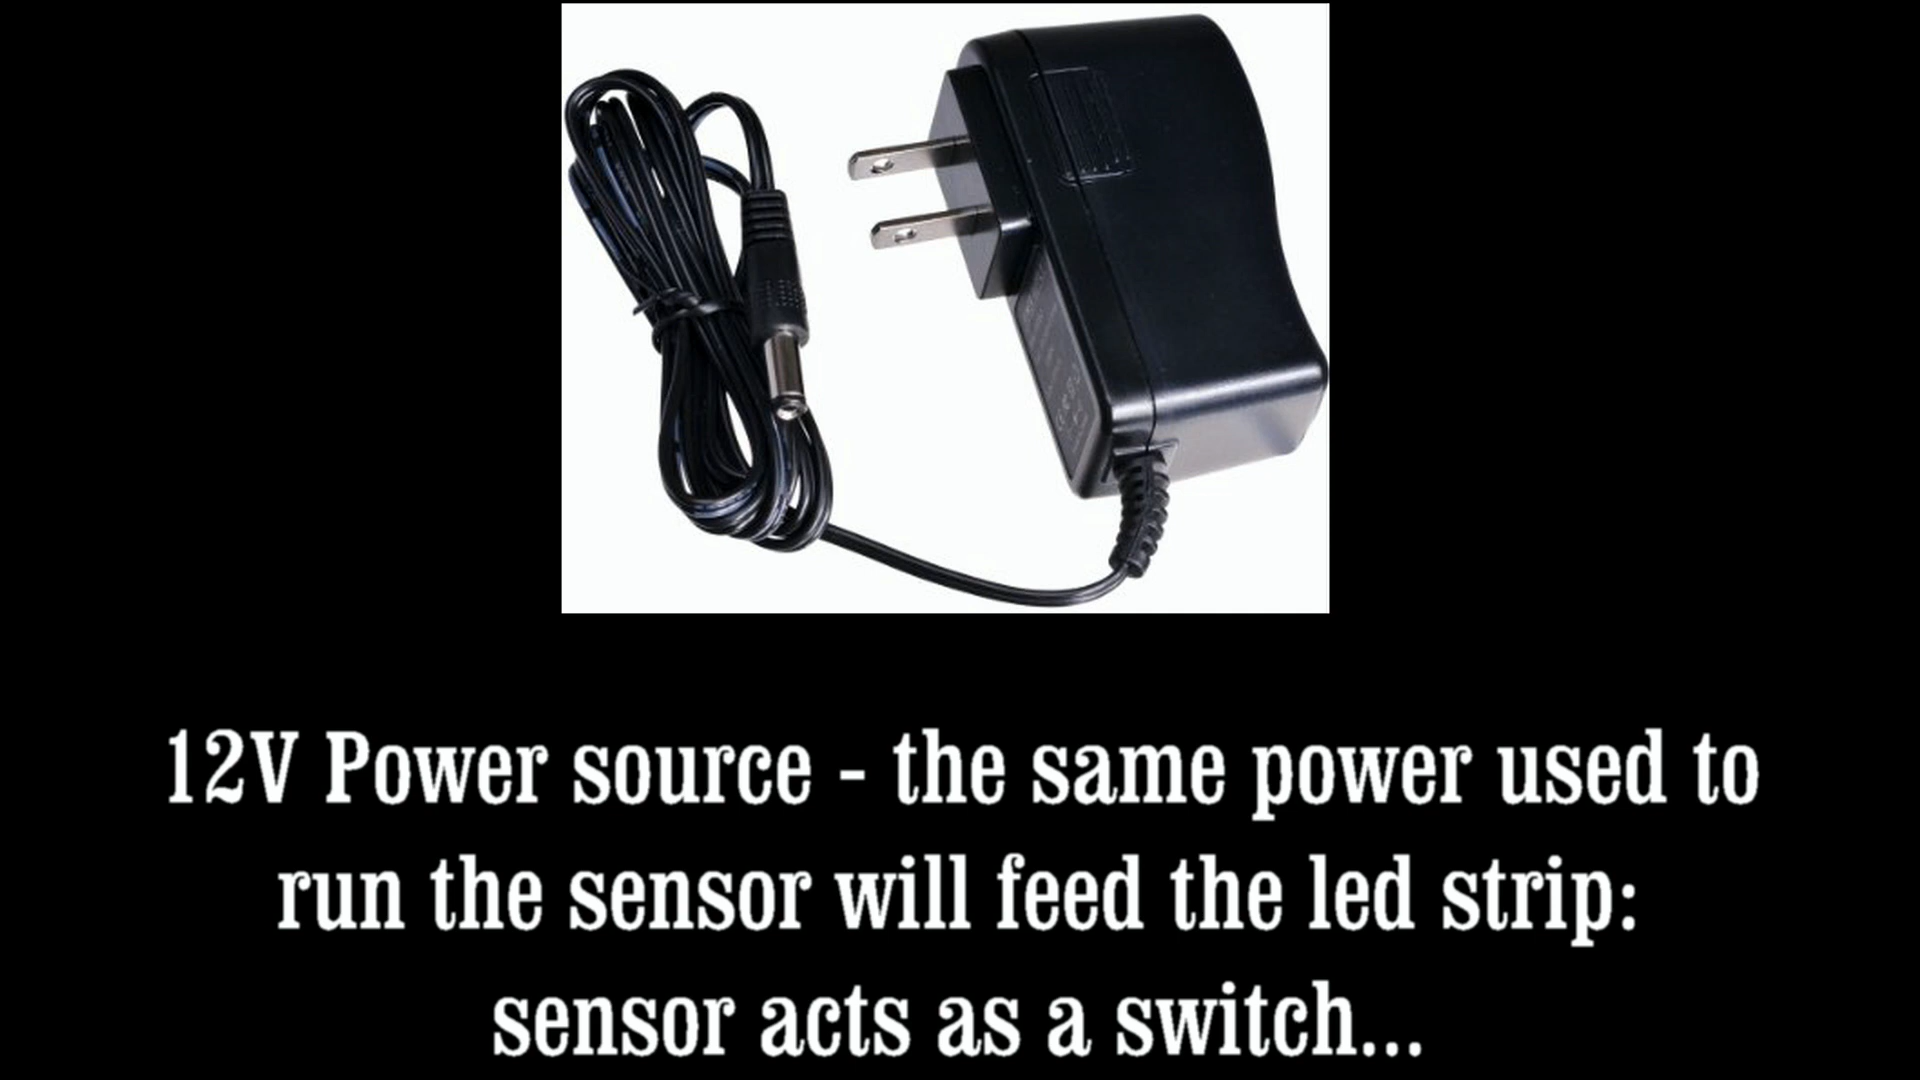 12V Power source - the same power used to
run the sensor will feed the led strip:
sensor acts as a switch...